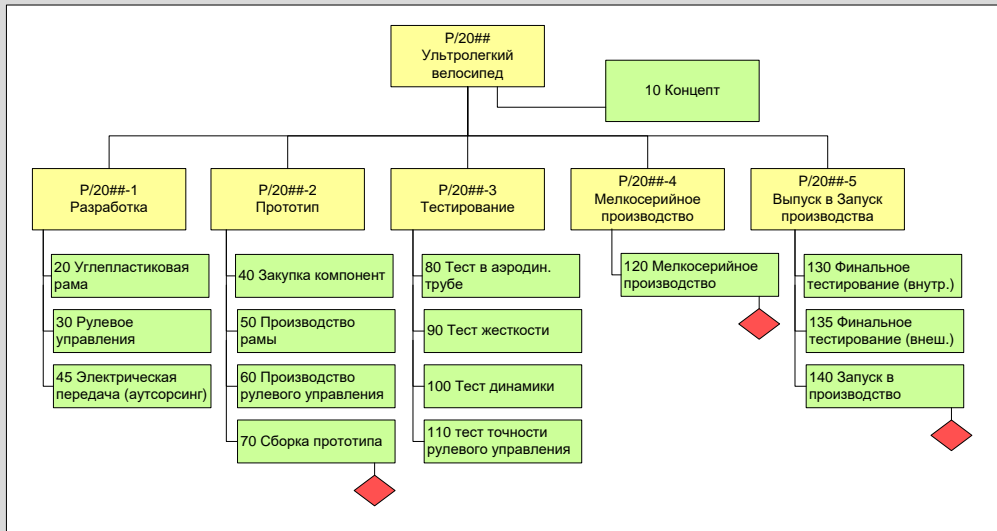 P/20##
Ультролегкий
велосипед
10 Концепт
P/20##-1
Разработка
P/20##-2
Прототип
P/20##-3
Тестирование
P/20##-4
Мелкосерийное
производство
P/20##-5
Выпуск в Запуск
производства
20 Углепластиковая
рама
30 Рулевое
управления
45 Электрическая
передача (аутсорсинг)
40 Закупка компонент
50 Производство
рамы
60 Производство
рулевого управления
70 Сборка прототипа
80 Тест в аэродин.
трубе
90 Тест жесткости
100 Тест динамики
110 тест точности
рулевого управления
120 Мелкосерийное
производство
130 Финальное
тестирование (внутр.)
135 Финальное
тестирование (внеш.)
140 Запуск в
производство